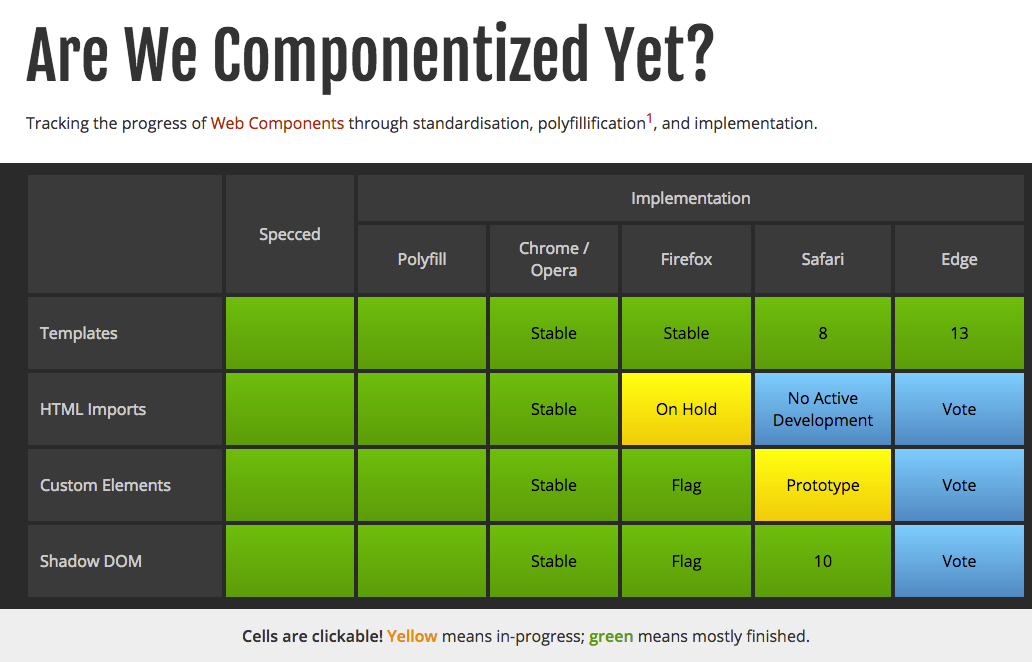 Are We Componentized Yet?
Tracking the progress of Web Components through standardisation, polyfillification1, and implementation.
Specced
Implementation
Polyfill
Chrome /
Opera
Firefox
Safari
Edge
Templates
Stable
Stable
8
13
HTML Imports
Stable
On Hold
No Active
Development
Vote
Custom Elements
Stable
Flag
Prototype
Vote
Shadow DOM
Stable
Flag
10
Vote
Cells are clickable! Yellow means in-progress; green means mostly finished.